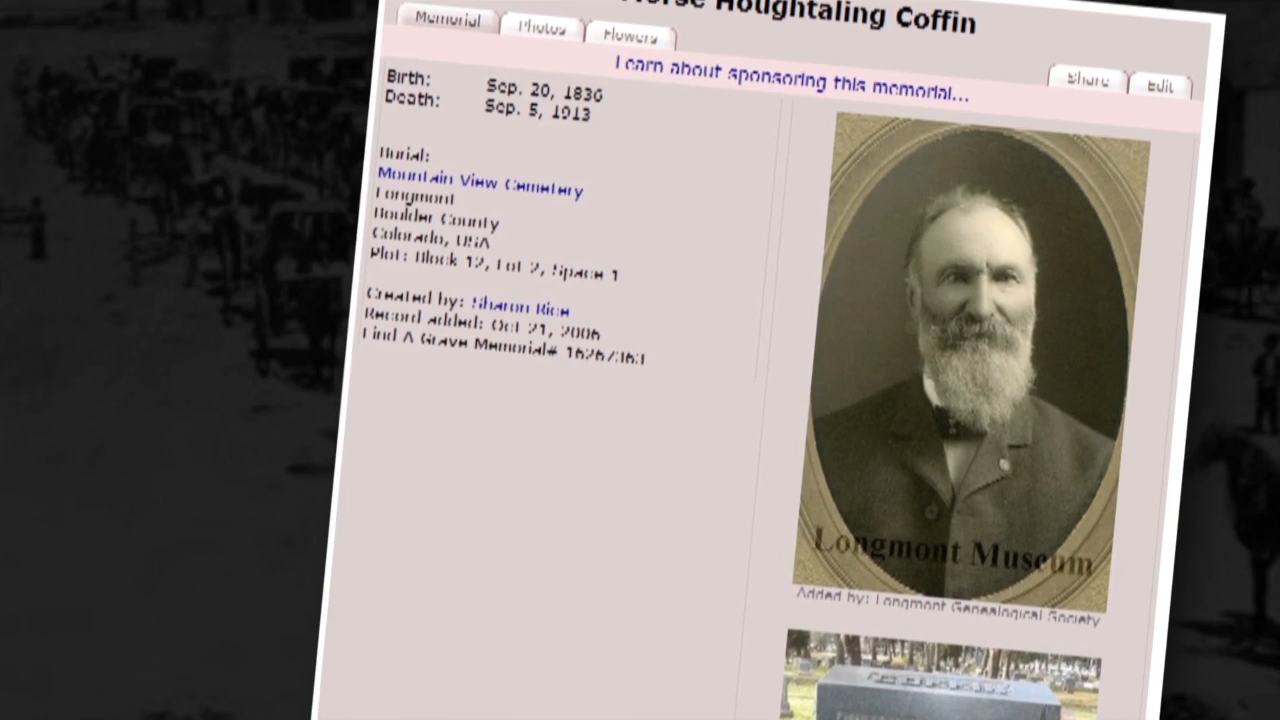 Houghtaling Coffin
Memorial
Photos
Flowers
Learn about sponsoring this memorial...
Share
Edit
Birth: Sep. 20, 1836
Death: Sep. 5, 1913
Burial:
Mountain View Cemetery
Longmont
Boulder County
Colorado, USA
Plot: Block 12, Lot 2, Space 1
Created by: Sharon Rice
Record added: Oct 21, 2006
Find A Grave Memorial#
Longmont Museum
Added by: Longmont Genealogical Society
COFFIN